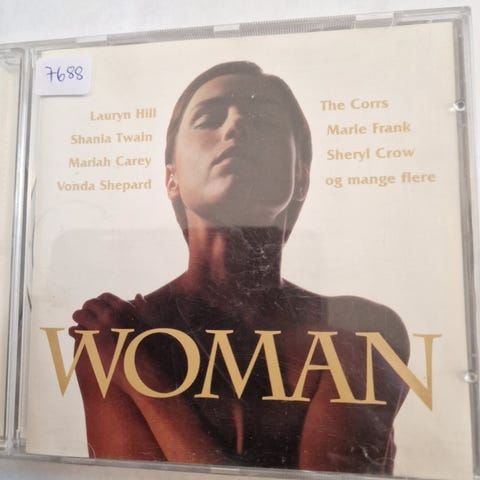 7688
Lauryn Hill
Shania Twain
Mariah Carey
Vonda Shepard
The Corrs
Marie Frank
Sheryl Crow
og mange flere
WOMAN